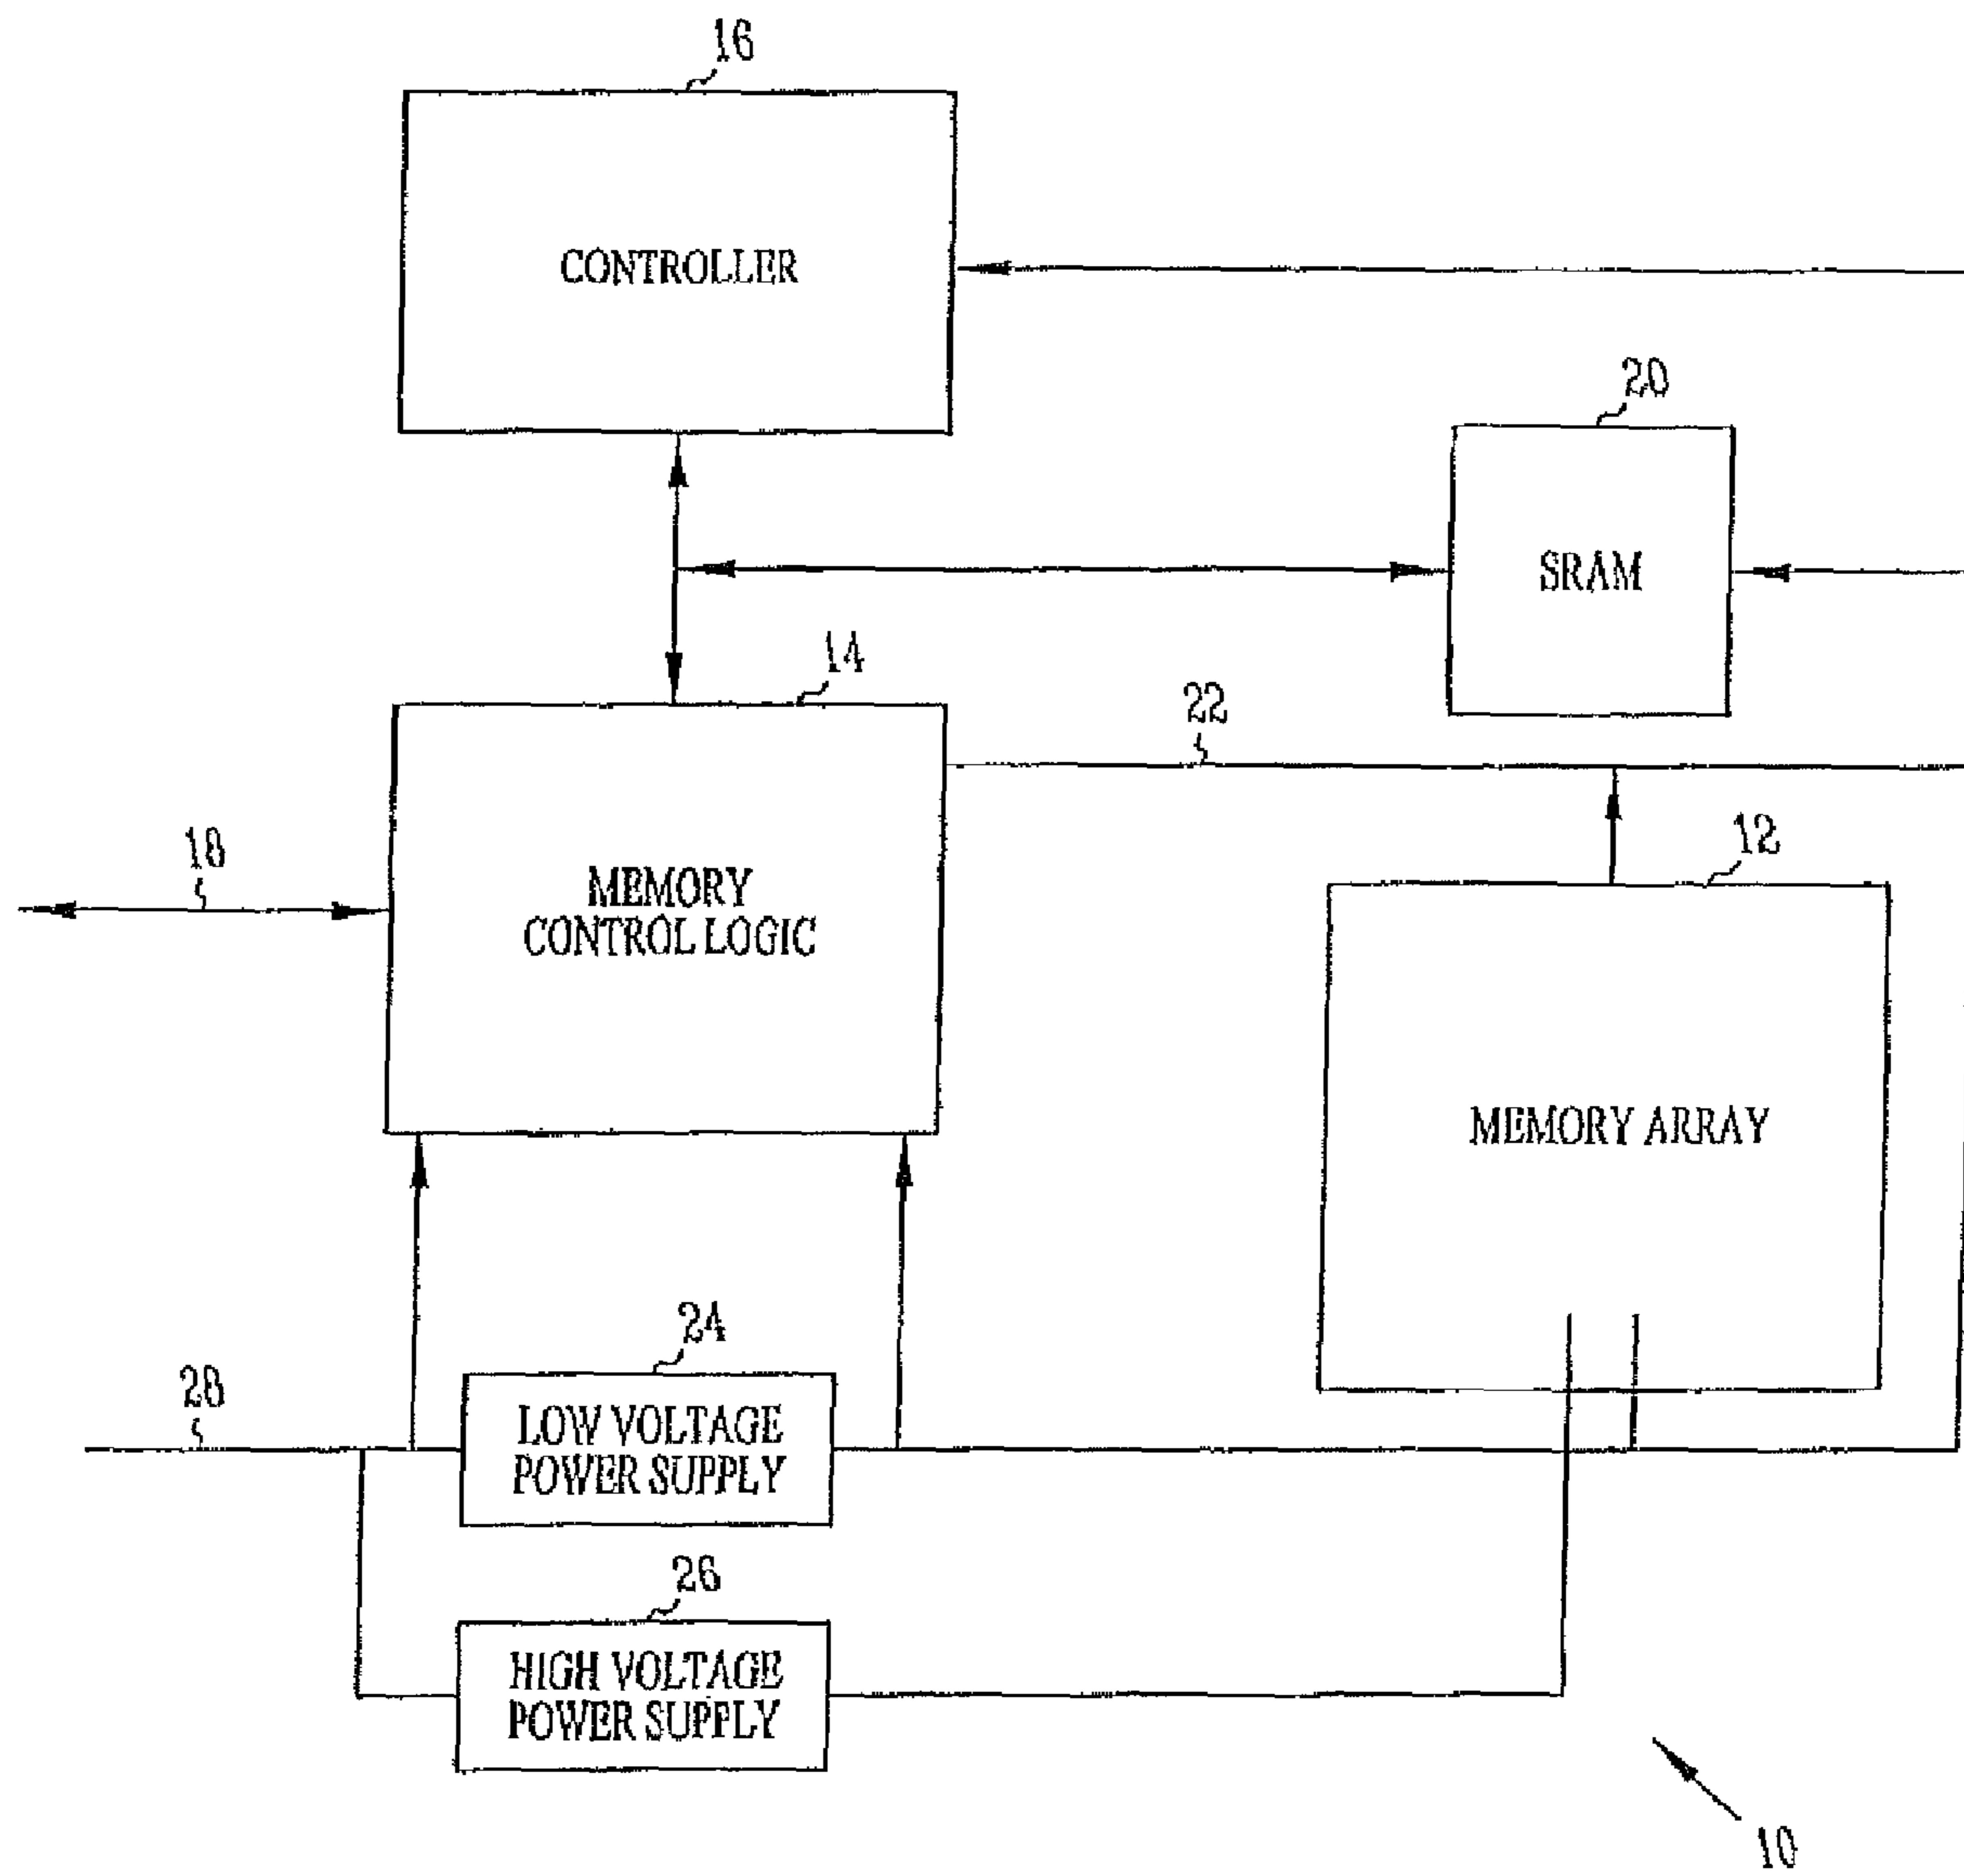 16
CONTROLLER
20
SRAM
14
22
18
MEMORY
CONTROL LOGIC
12
MEMORY ARRAY
24
28
LOW VOLTAGE
POWER SUPPLY
26
HIGH VOLTAGE
POWER SUPPLY
10